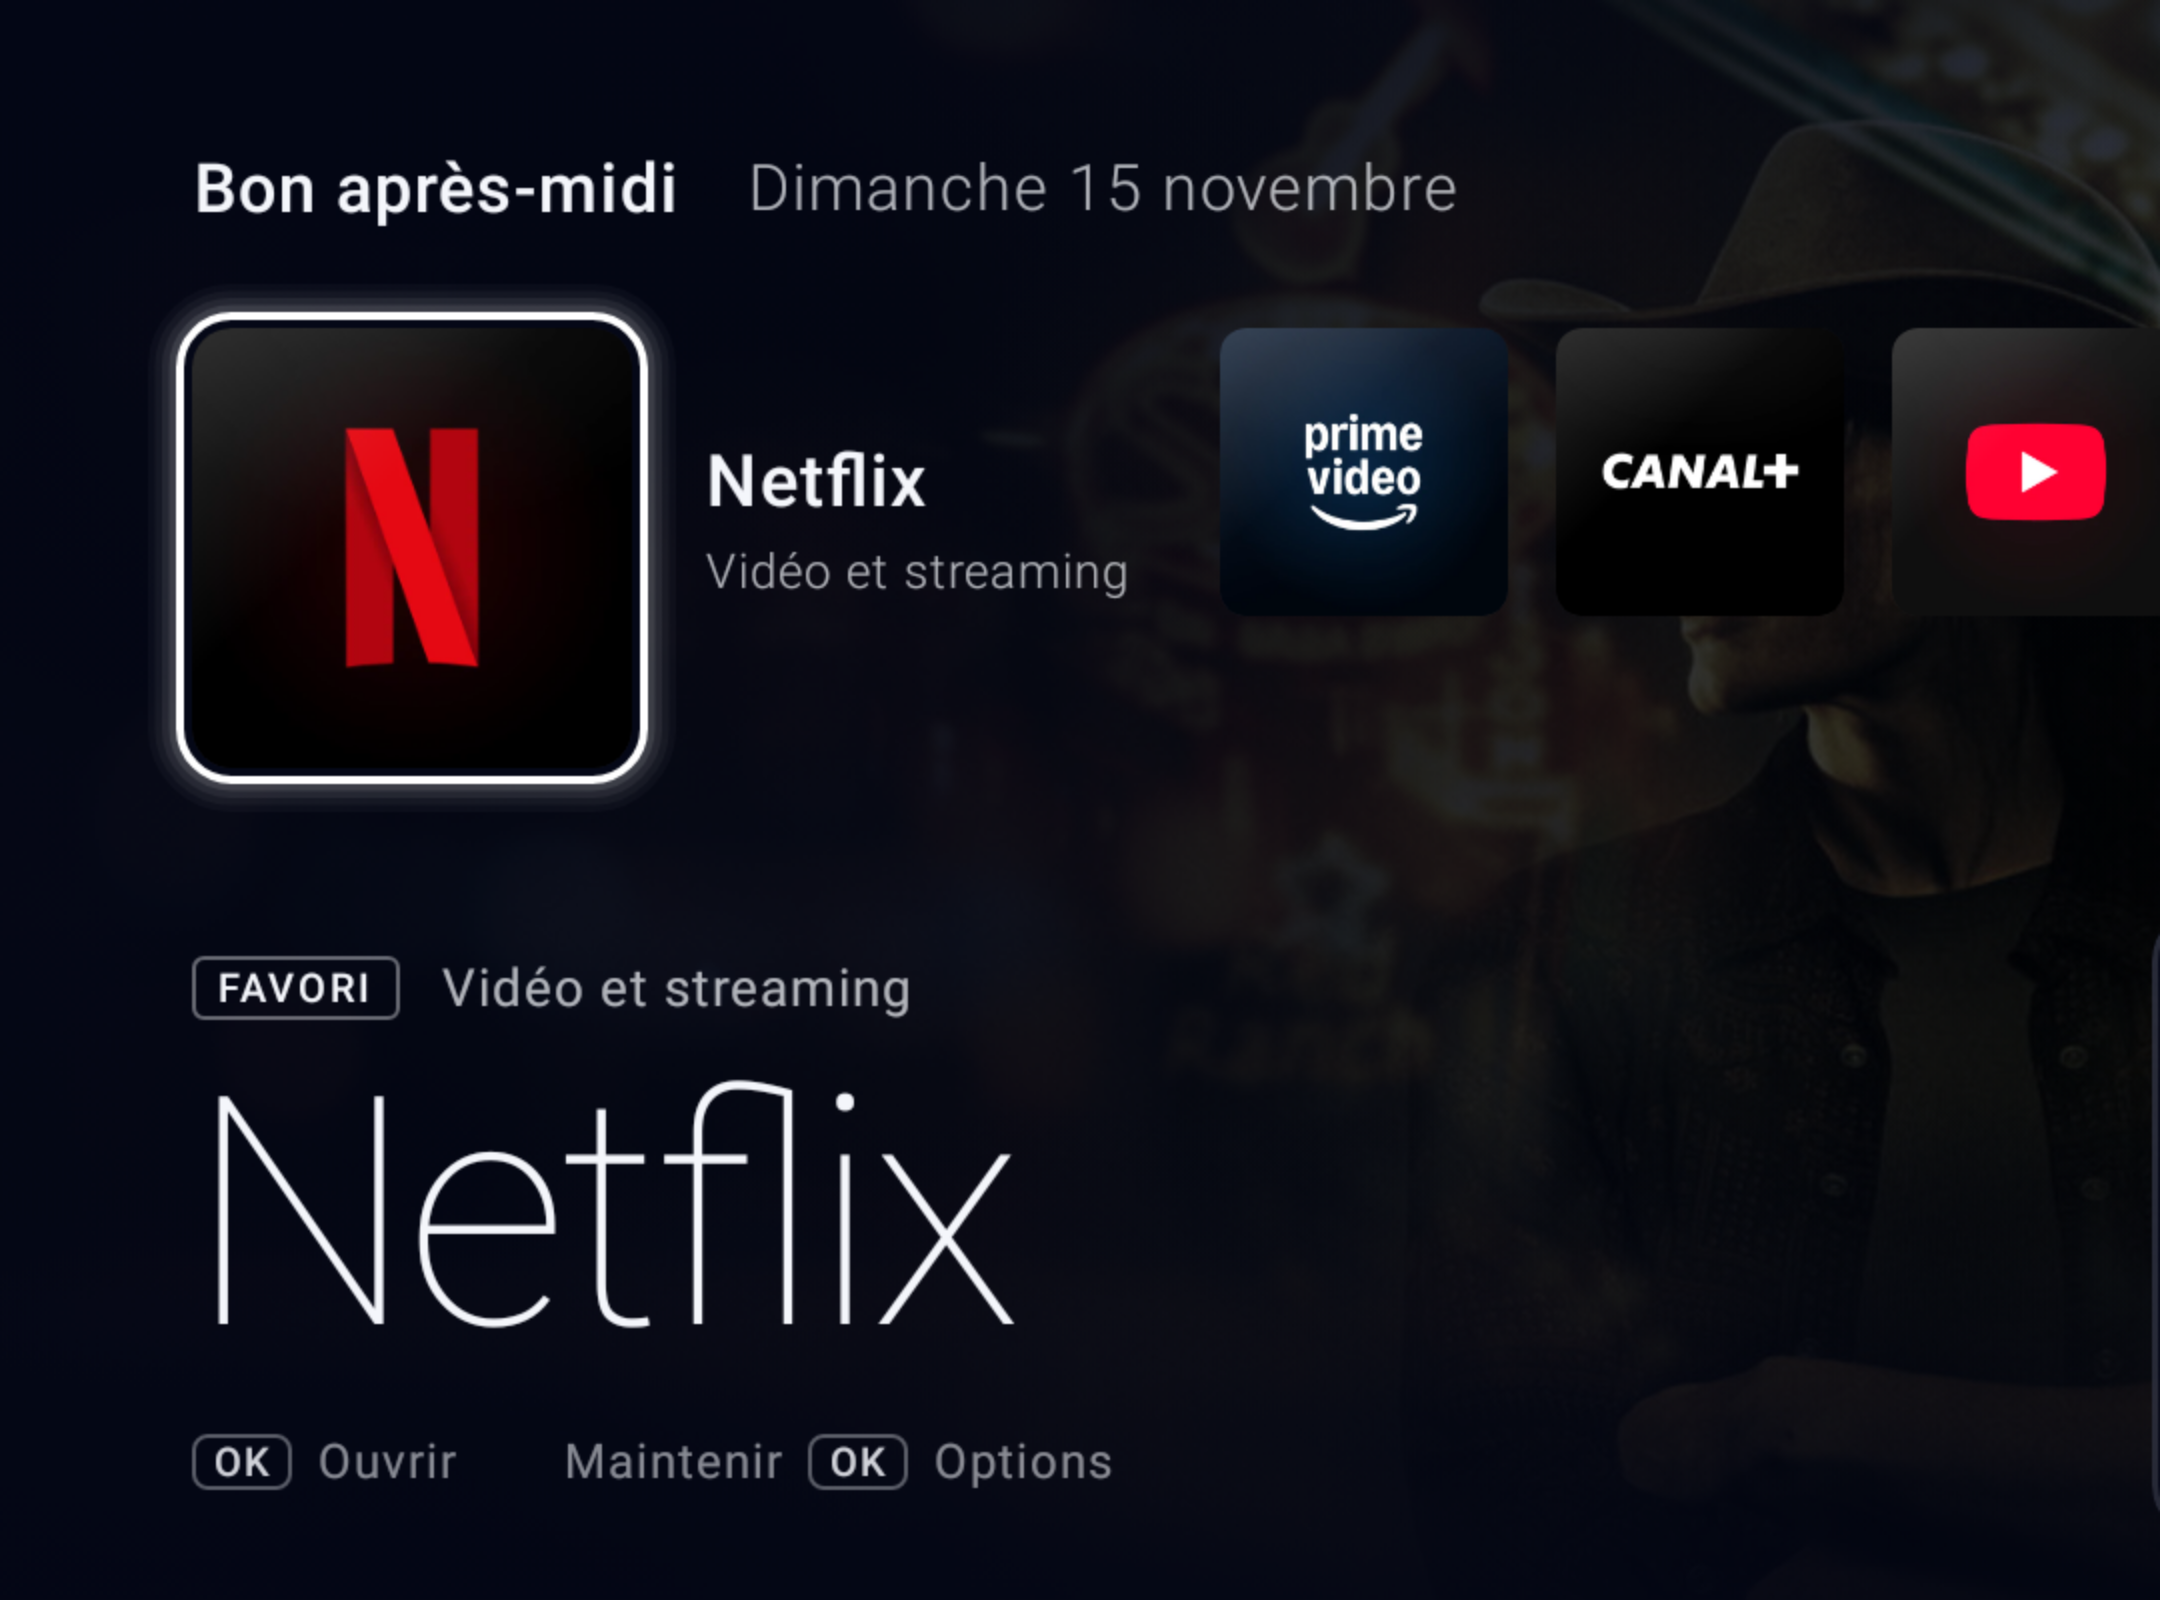 Bon après-midi Dimanche 15 novembre
Netflix
Vidéo et streaming
prime
video
CANAL+
FAVORI Vidéo et streaming
Netflix
OK Ouvrir Maintenir OK Options